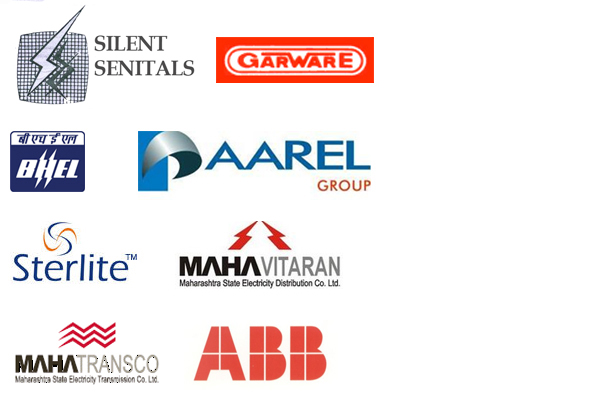 SILENT
SENITALS
GARWARE
बी एच ई एल
BHEL
AAREL
GROUP
Sterlite™
MAHAVITARAN
Maharashtra State Electricity Distribution Co. Ltd.
MAHATRANSCO
Maharashtra State Electricity Transmission Co. Ltd.
ABB